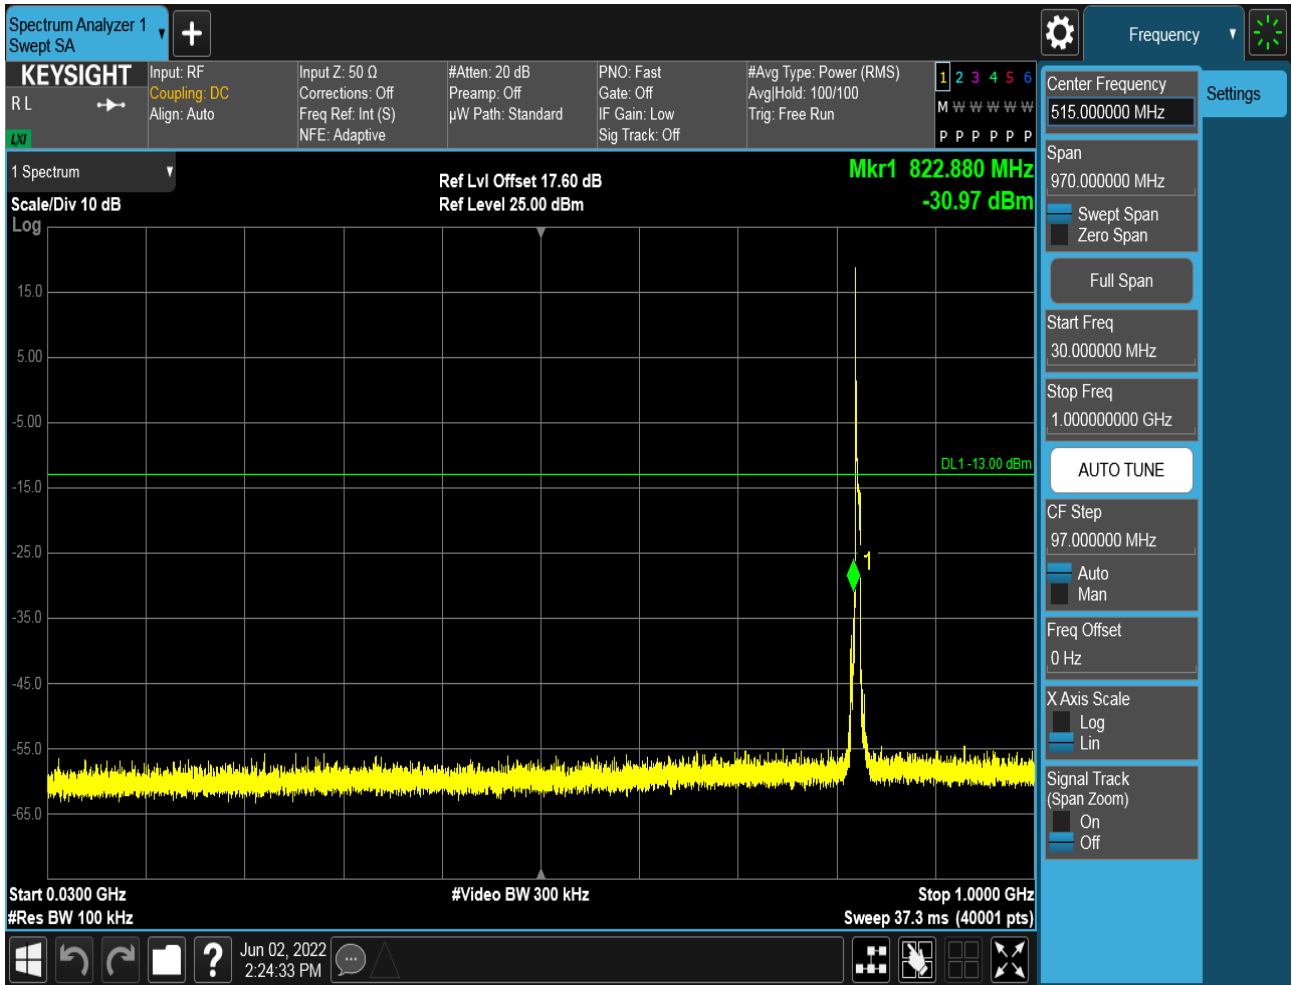 Spectrum Analyzer 1
Swept SA
+
Frequency
KEYSIGHT
R L
LXI
Input: RF
Coupling: DC
Align: Auto
Input Z: 50 Ω
Corrections: Off
Freq Ref: Int (S)
NFE: Adaptive
#Atten: 20 dB
Preamp: Off
µW Path: Standard
PNO: Fast
Gate: Off
IF Gain: Low
Sig Track: Off
#Avg Type: Power (RMS)
Avg|Hold: 100/100
Trig: Free Run
1 2 3 4 5 6
M W W W W W
P P P P P P
1 Spectrum
Scale/Div 10 dB
Log
Ref Lvl Offset 17.60 dB
Ref Level 25.00 dBm
Mkr1 822.880 MHz
-30.97 dBm
15.0
5.00
-5.00
-15.0
-25.0
-35.0
-45.0
-55.0
-65.0
DL1 -13.00 dBm
1
Start 0.0300 GHz
#Res BW 100 kHz
#Video BW 300 kHz
Stop 1.0000 GHz
Sweep 37.3 ms (40001 pts)
Jun 02, 2022
2:24:33 PM
?
Center Frequency
515.000000 MHz
Settings
Span
970.000000 MHz
Swept Span
Zero Span
Full Span
Start Freq
30.000000 MHz
Stop Freq
1.000000000 GHz
AUTO TUNE
CF Step
97.000000 MHz
Auto
Man
Freq Offset
0 Hz
X Axis Scale
Log
Lin
Signal Track
(Span Zoom)
On
Off